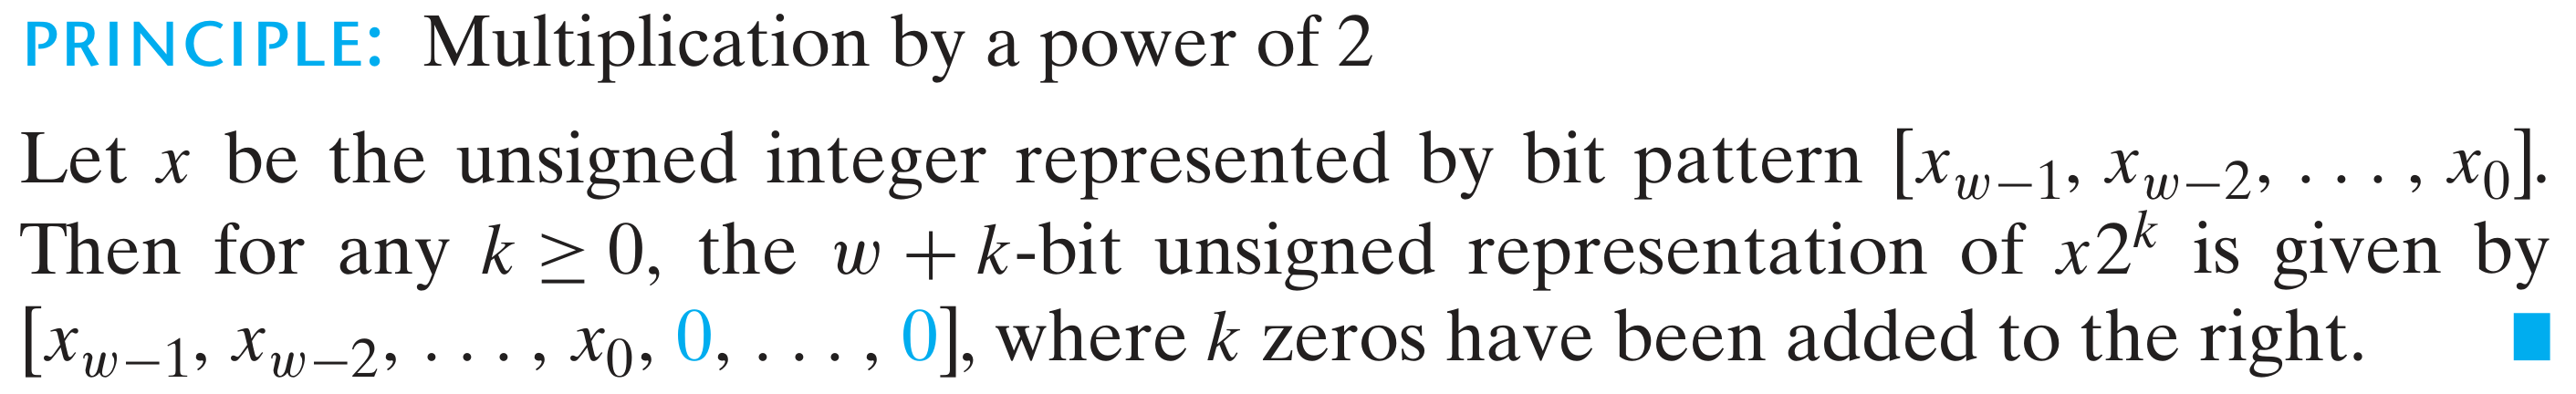 PRINCIPLE: Multiplication by a power of 2
Let x be the unsigned integer represented by bit pattern [x_{w−1}, x_{w−2}, . . . , x_0].
Then for any k ≥ 0, the w + k-bit unsigned representation of x2^k is given by
[x_{w−1}, x_{w−2}, . . . , x_0, 0, . . . , 0], where k zeros have been added to the right.